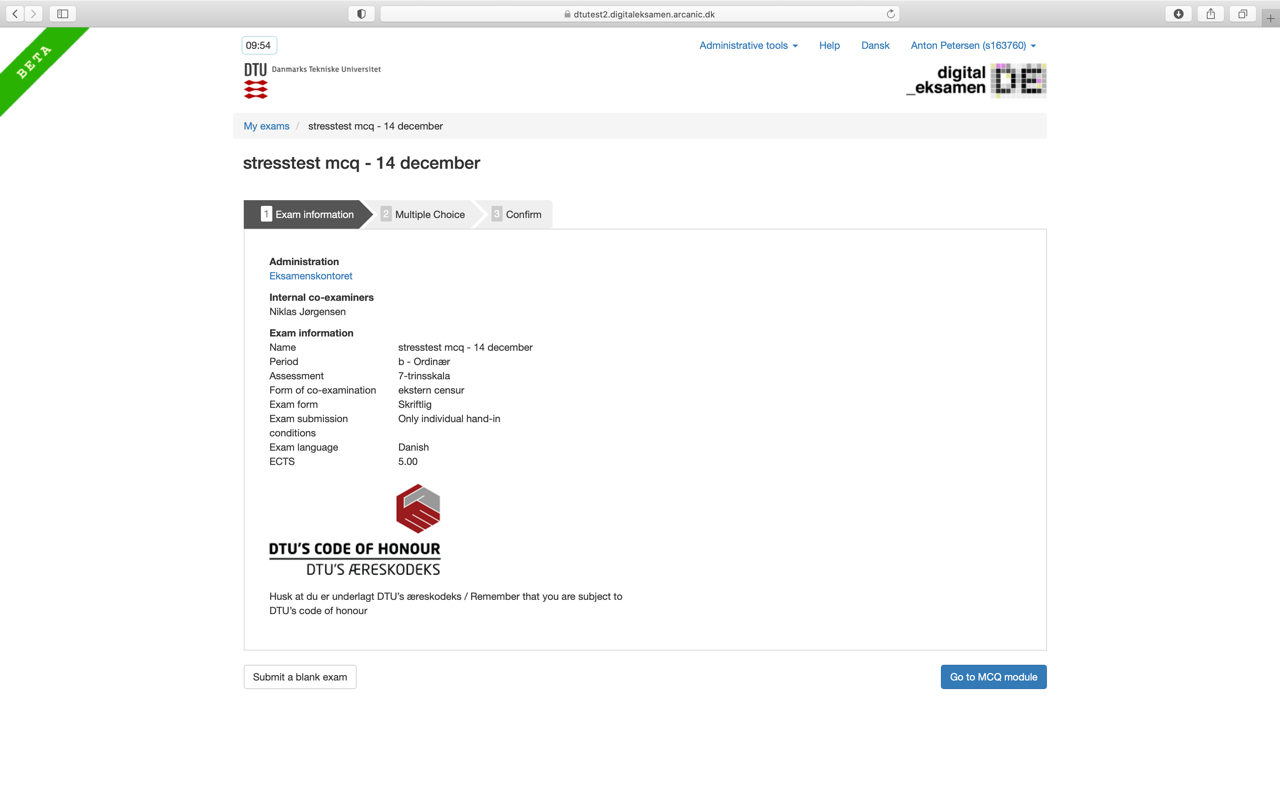 dtutest2.digitaleksamen.arcanic.dk
BETA
09:54
Administrative tools
Help
Dansk
Anton Petersen (s163760)
DTU Danmarks Tekniske Universitet
digital
_eksamen
DE
My exams / stresstest mcq - 14 december
stresstest mcq - 14 december
1 Exam information
2 Multiple Choice
3 Confirm
Administration
Eksamenskontoret
Internal co-examiners
Niklas Jørgensen
Exam information
Name stresstest mcq - 14 december
Period b - Ordinær
Assessment 7-trinsskala
Form of co-examination ekstern censur
Exam form Skriftlig
Exam submission Only individual hand-in
conditions
Exam language Danish
ECTS 5.00
DTU'S CODE OF HONOUR
DTU'S ÆRESKODEKS
Husk at du er underlagt DTU's æreskodeks / Remember that you are subject to
DTU's code of honour
Submit a blank exam
Go to MCQ module